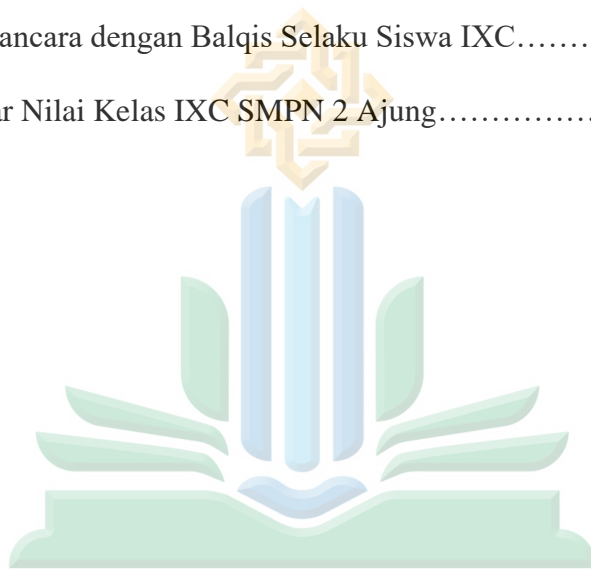 ancara dengan Balqis Selaku Siswa IXC………
r Nilai Kelas IXC SMPN 2 Ajung……………